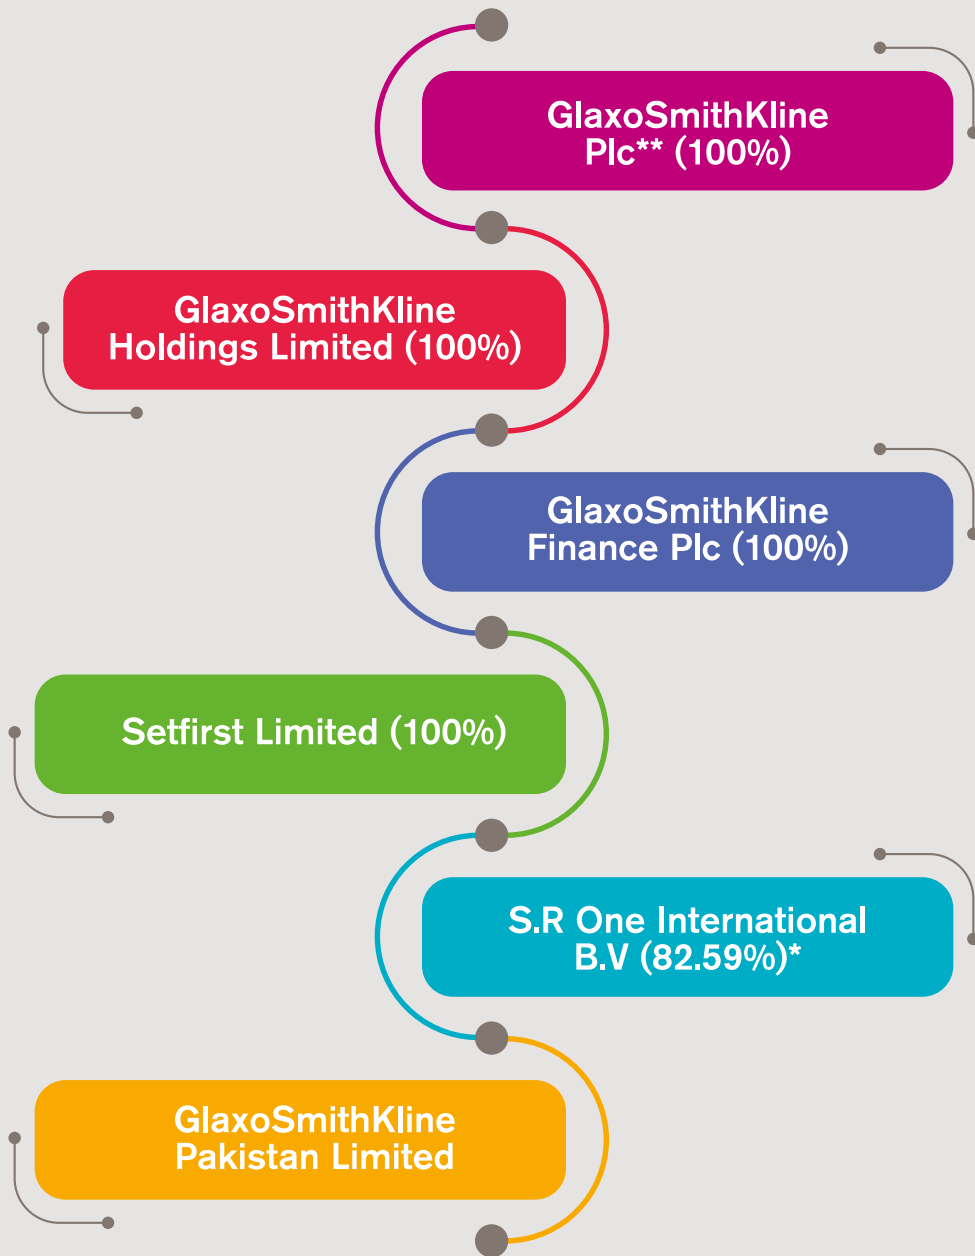 GlaxoSmithKline
Plc** (100%)
GlaxoSmithKline
Holdings Limited (100%)
GlaxoSmithKline
Finance Plc (100%)
Setfirst Limited (100%)
S.R One International
B.V (82.59%)*
GlaxoSmithKline
Pakistan Limited